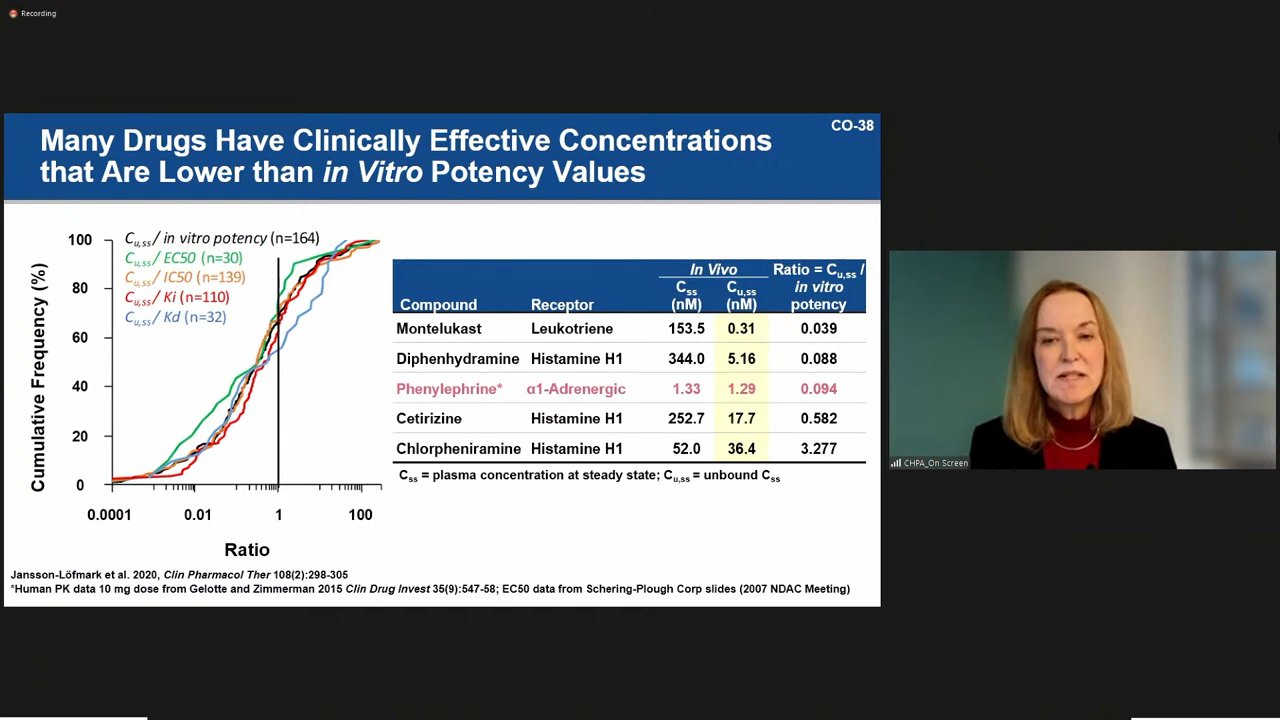 Recording
Many Drugs Have Clinically Effective Concentrations
that Are Lower than in Vitro Potency Values
CO-38
Cu,ss / in vitro potency (n=164)
Cu,ss / EC50 (n=30)
Cu,ss / IC50 (n=139)
Cu,ss / Ki (n=110)
Cu,ss / Kd (n=32)
Cumulative Frequency (%)
100
80
60
40
20
0
0.0001 0.01 1 100
Ratio
In Vivo Ratio = Cu,ss /
Css Cu,ss in vitro
Compound Receptor (nM) (nM) potency
Montelukast Leukotriene 153.5 0.31 0.039
Diphenhydramine Histamine H1 344.0 5.16 0.088
Phenylephrine* α1-Adrenergic 1.33 1.29 0.094
Cetirizine Histamine H1 252.7 17.7 0.582
Chlorpheniramine Histamine H1 52.0 36.4 3.277
Css = plasma concentration at steady state; Cu,ss = unbound Css
Jansson-Löfmark et al. 2020, Clin Pharmacol Ther 108(2):298-305
*Human PK data 10 mg dose from Gelotte and Zimmerman 2015 Clin Drug Invest 35(9):547-58; EC50 data from Schering-Plough Corp slides (2007 NDAC Meeting)
CHPA_On Screen